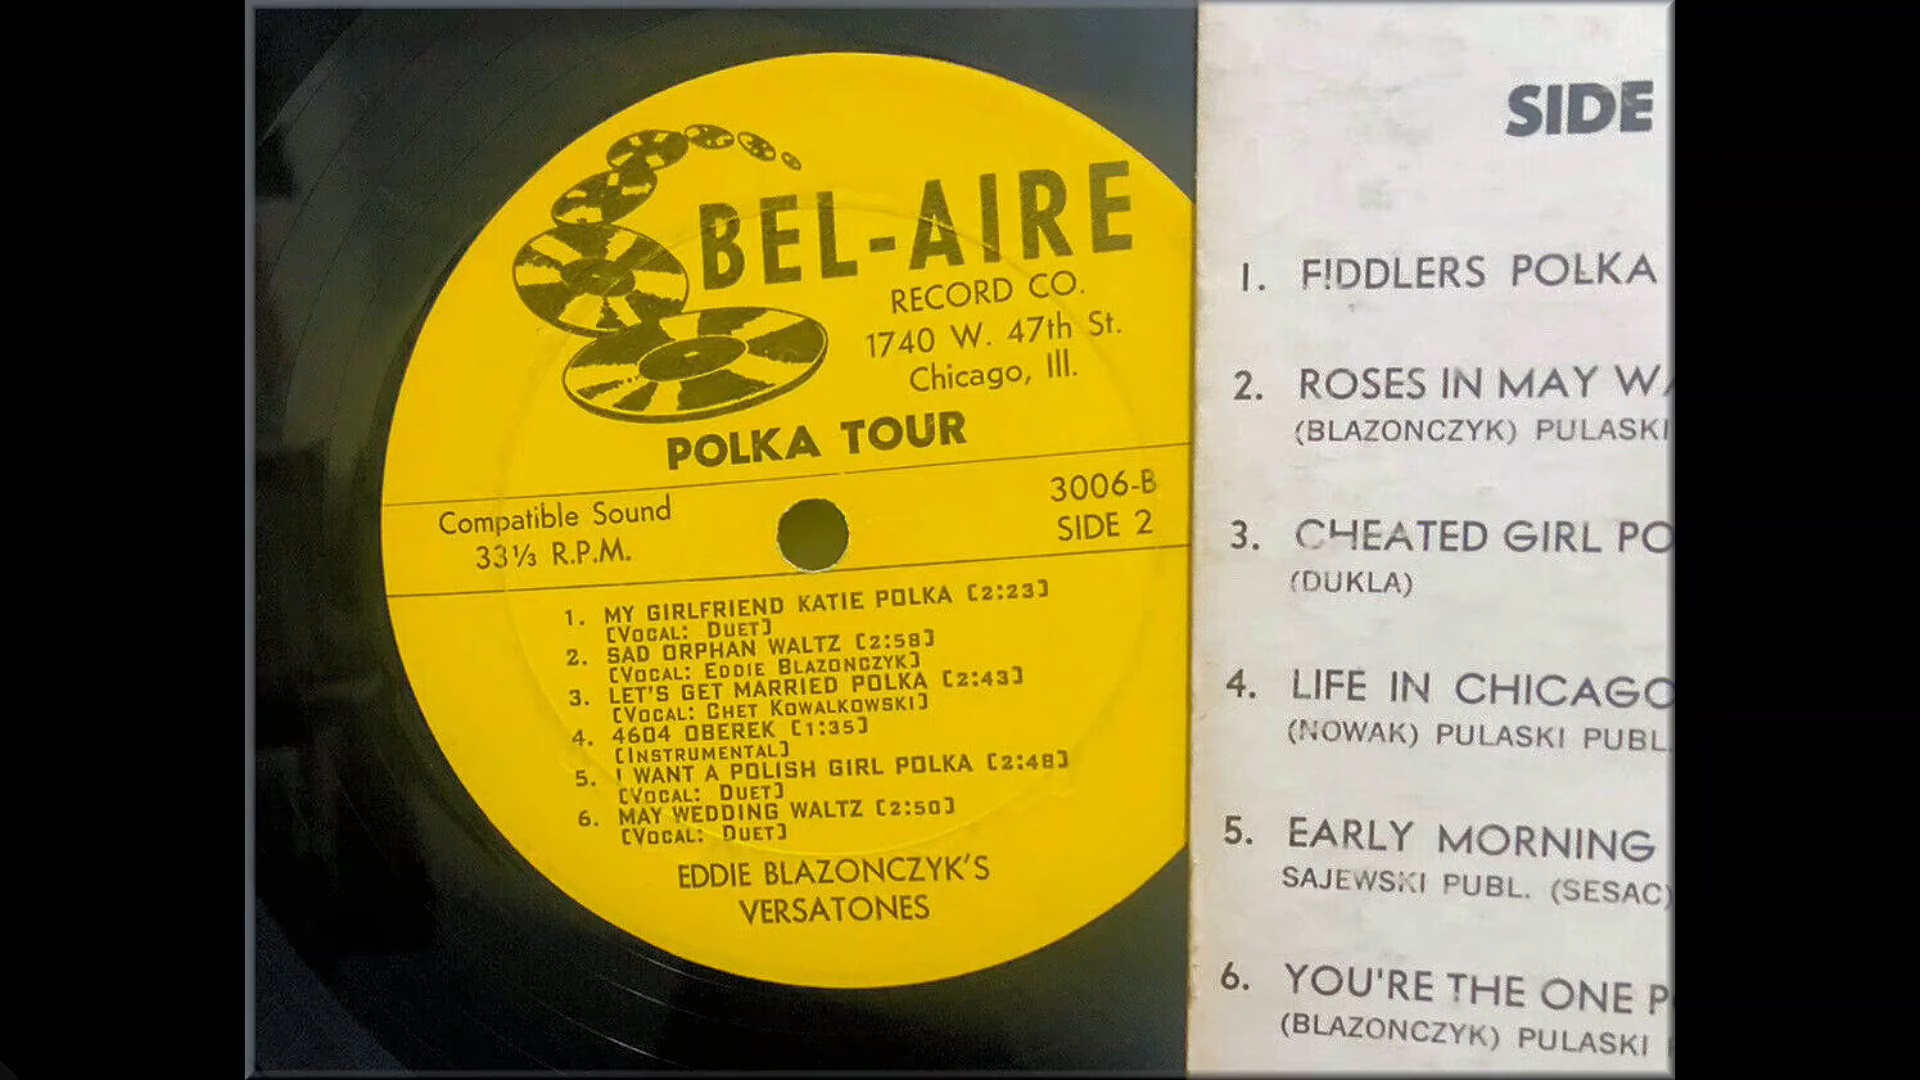 BEL-AIRE
RECORD CO.
1740 W. 47th St.
Chicago, Ill.
POLKA TOUR
Compatible Sound
33⅓ R.P.M.
3006-B
SIDE 2
1. MY GIRLFRIEND KATIE POLKA [2:23]
[VOCAL: DUET]
2. SAD ORPHAN WALTZ [2:58]
[VOCAL: EDDIE BLAZONCZYK]
3. LET'S GET MARRIED POLKA [2:43]
[VOCAL: CHET KOWALKOWSKI]
4. 4604 OBEREK [1:35]
[INSTRUMENTAL]
5. I WANT A POLISH GIRL POLKA [2:48]
[VOCAL: DUET]
6. MAY WEDDING WALTZ [2:50]
[VOCAL: DUET]
EDDIE BLAZONCZYK'S
VERSATONES
SIDE
1. FIDDLERS POLKA
2. ROSES IN MAY
(BLAZONCZYK) PULASKI
3. CHEATED GIRL
(DUKLA)
4. LIFE IN CHICAGO
(NOWAK) PULASKI PUBL.
5. EARLY MORNING
SAJEWSKI PUBL. (SESAC)
6. YOU'RE THE ONE
(BLAZONCZYK) PULASKI